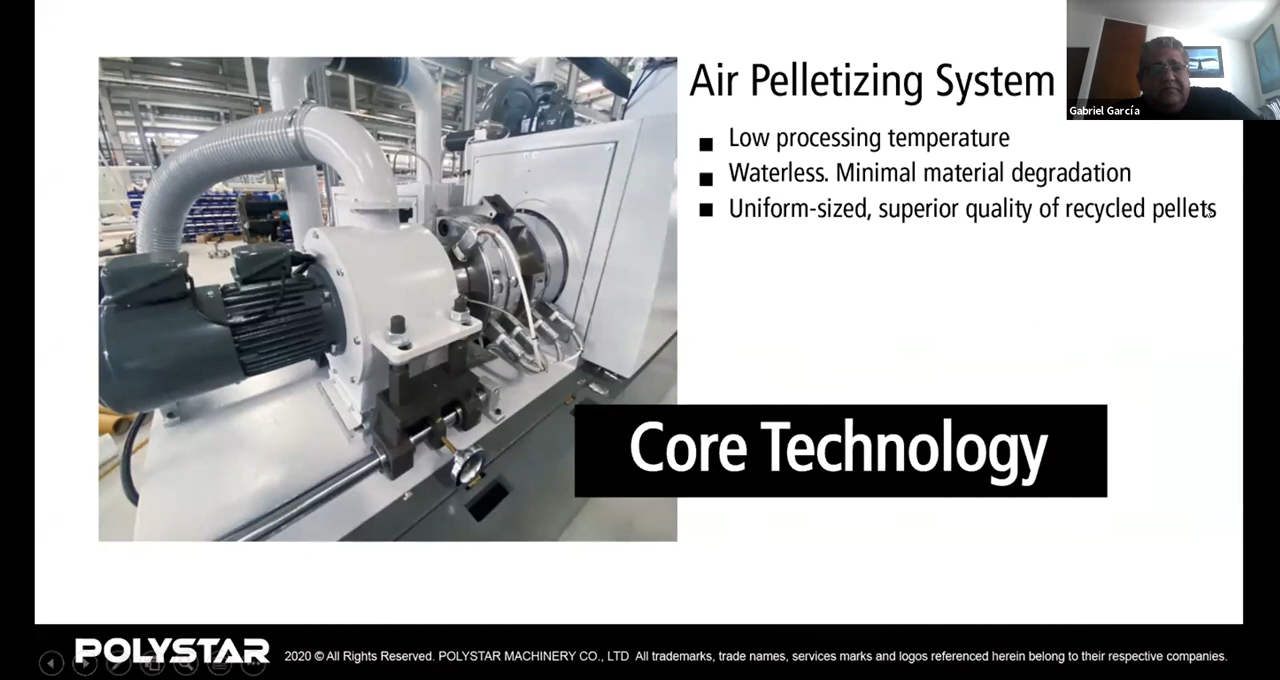 Air Pelletizing System
Gabriel García
Low processing temperature
Waterless. Minimal material degradation
Uniform-sized, superior quality of recycled pellets
Core Technology
POLYSTAR
2020 © All Rights Reserved. POLYSTAR MACHINERY CO., LTD All trademarks, trade names, services marks and logos referenced herein belong to their respective companies.